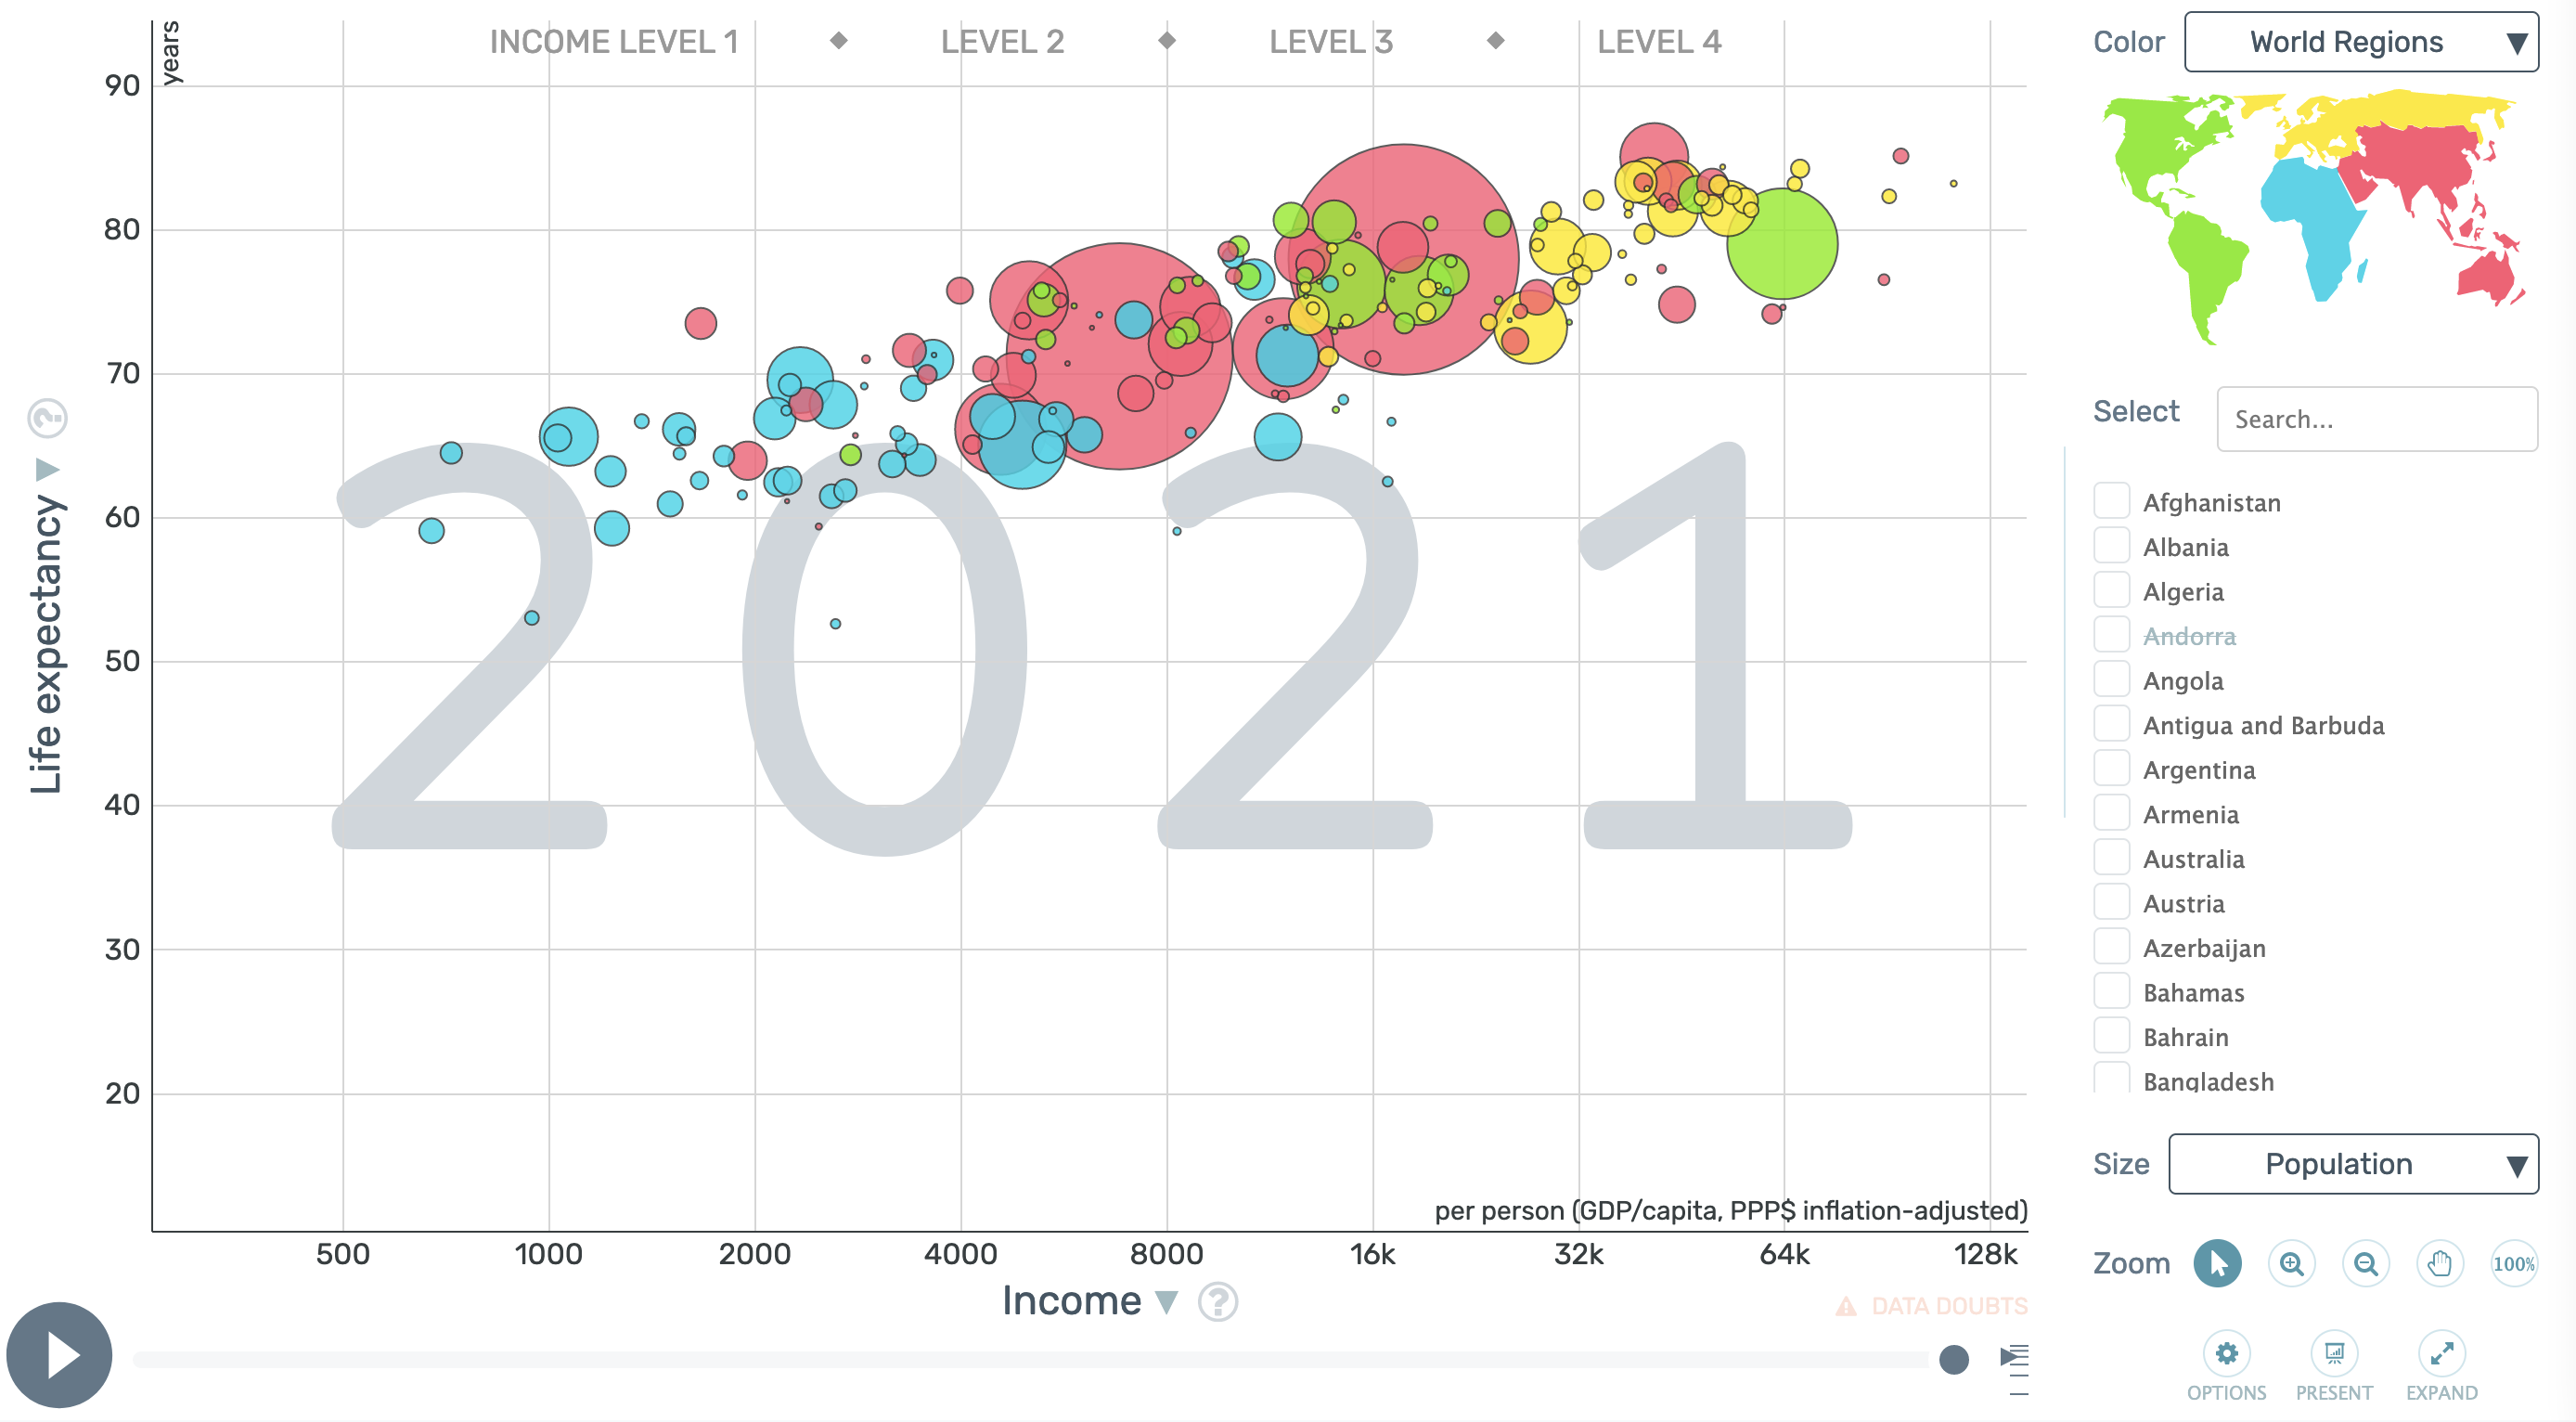 years
INCOME LEVEL 1 ◆ LEVEL 2 ◆ LEVEL 3 ◆ LEVEL 4
90
80
70
60
50
40
30
20
Life expectancy ▼ ?
2021
per person (GDP/capita, PPP$ inflation-adjusted)
500 1000 2000 4000 8000 16k 32k 64k 128k
Income ▼ ?
DATA DOUBTS
Color World Regions ▼
Select Search...
Afghanistan
Albania
Algeria
Andorra
Angola
Antigua and Barbuda
Argentina
Armenia
Australia
Austria
Azerbaijan
Bahamas
Bahrain
Bangladesh
Size Population ▼
Zoom 100%
OPTIONS PRESENT EXPAND